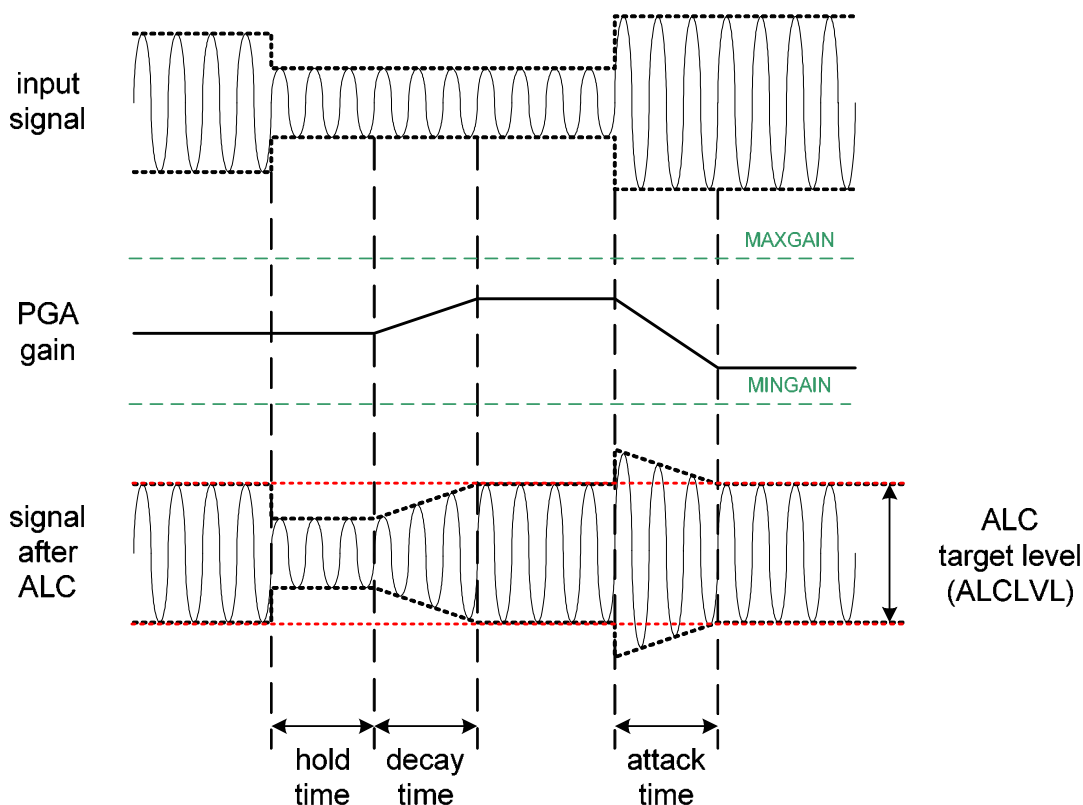 input
signal
MAXGAIN
PGA
gain
MINGAIN
signal
after
ALC
ALC
target level
(ALCLVL)
hold
time
decay
time
attack
time